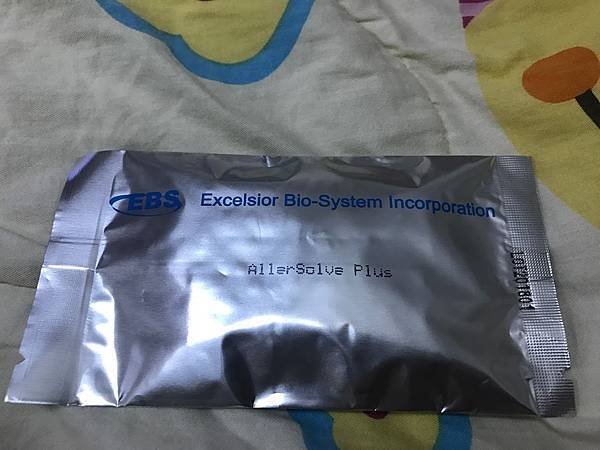 EBS Excelsior Bio-System Incorporation
AllerSolve Plus